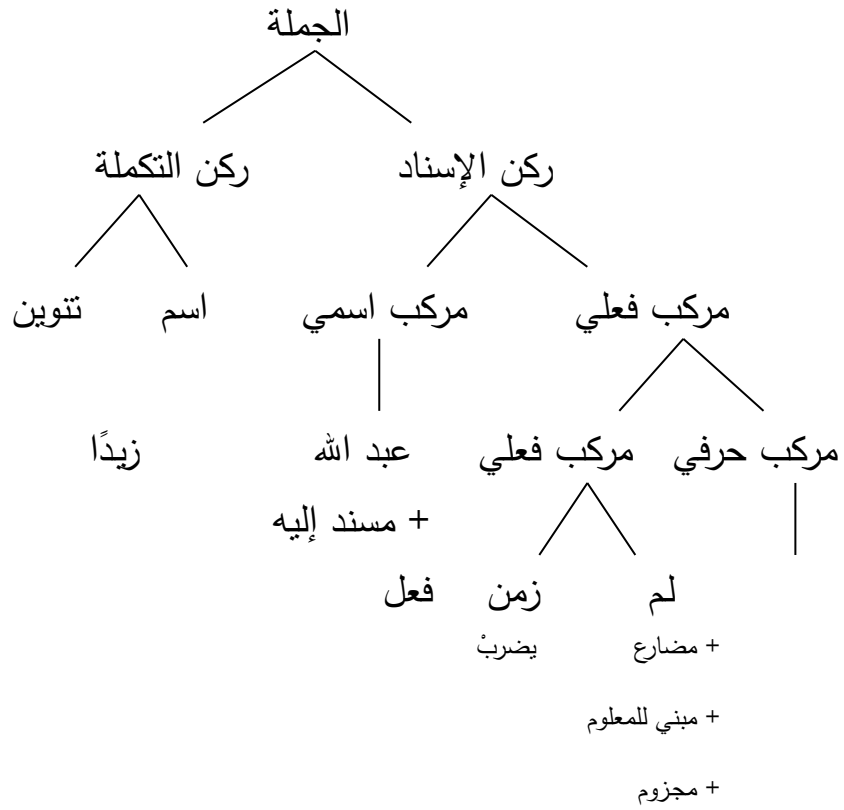 الجملة
ركن الإسناد ركن التكملة
مركب فعلي مركب اسمي اسم تنوين
مركب حرفي مركب فعلي عبد الله زيدًا
+ مسند إليه
لم زمن فعل
+ مضارع يضربْ
+ مبني للمعلوم
+ مجزوم